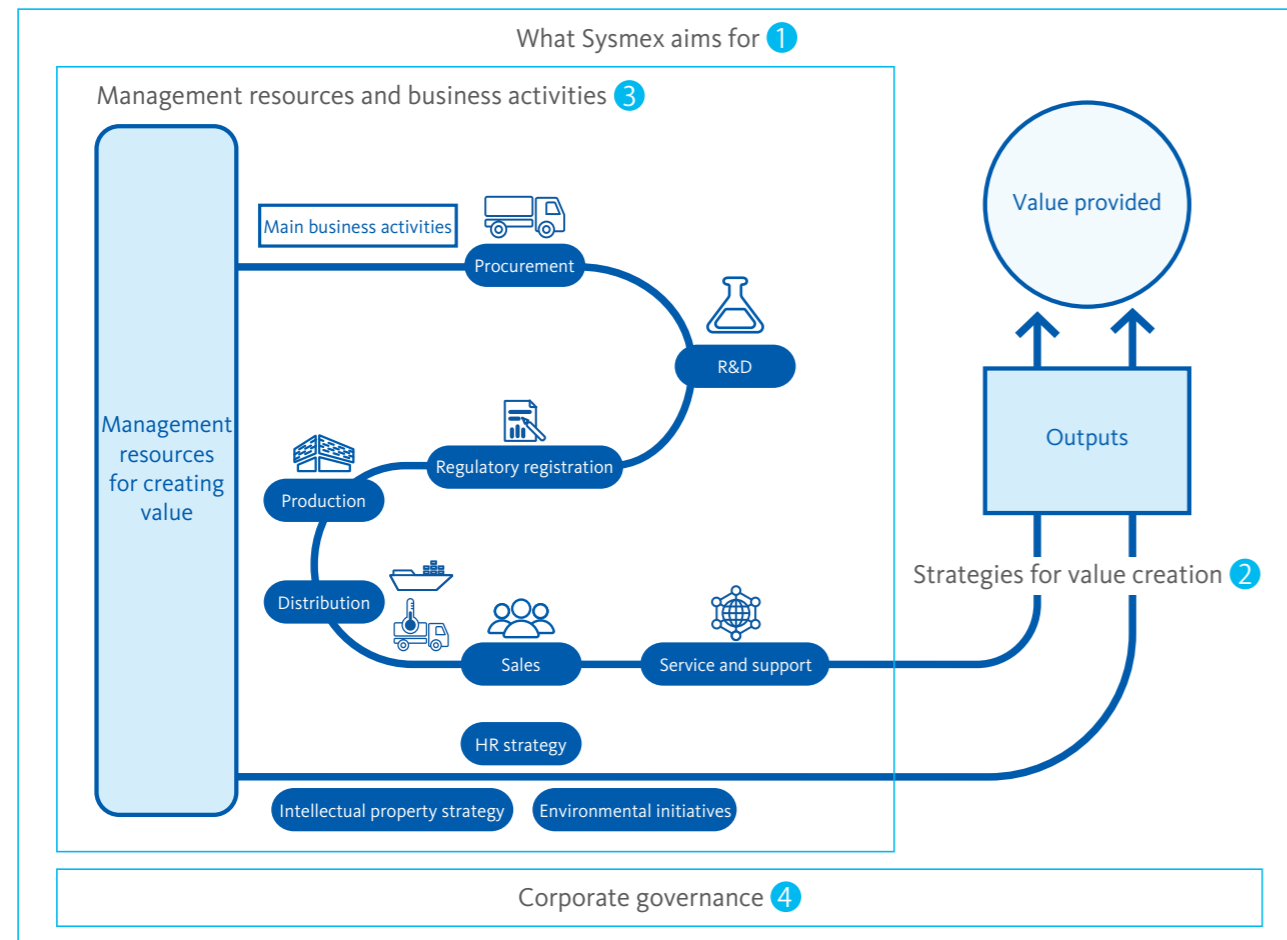 What Sysmex aims for 1
Management resources and business activities 3
Main business activities
Procurement
R&D
Regulatory registration
Production
Distribution
Sales
Service and support
HR strategy
Intellectual property strategy
Environmental initiatives
Management
resources
for creating
value
Value provided
Outputs
Strategies for value creation 2
Corporate governance 4